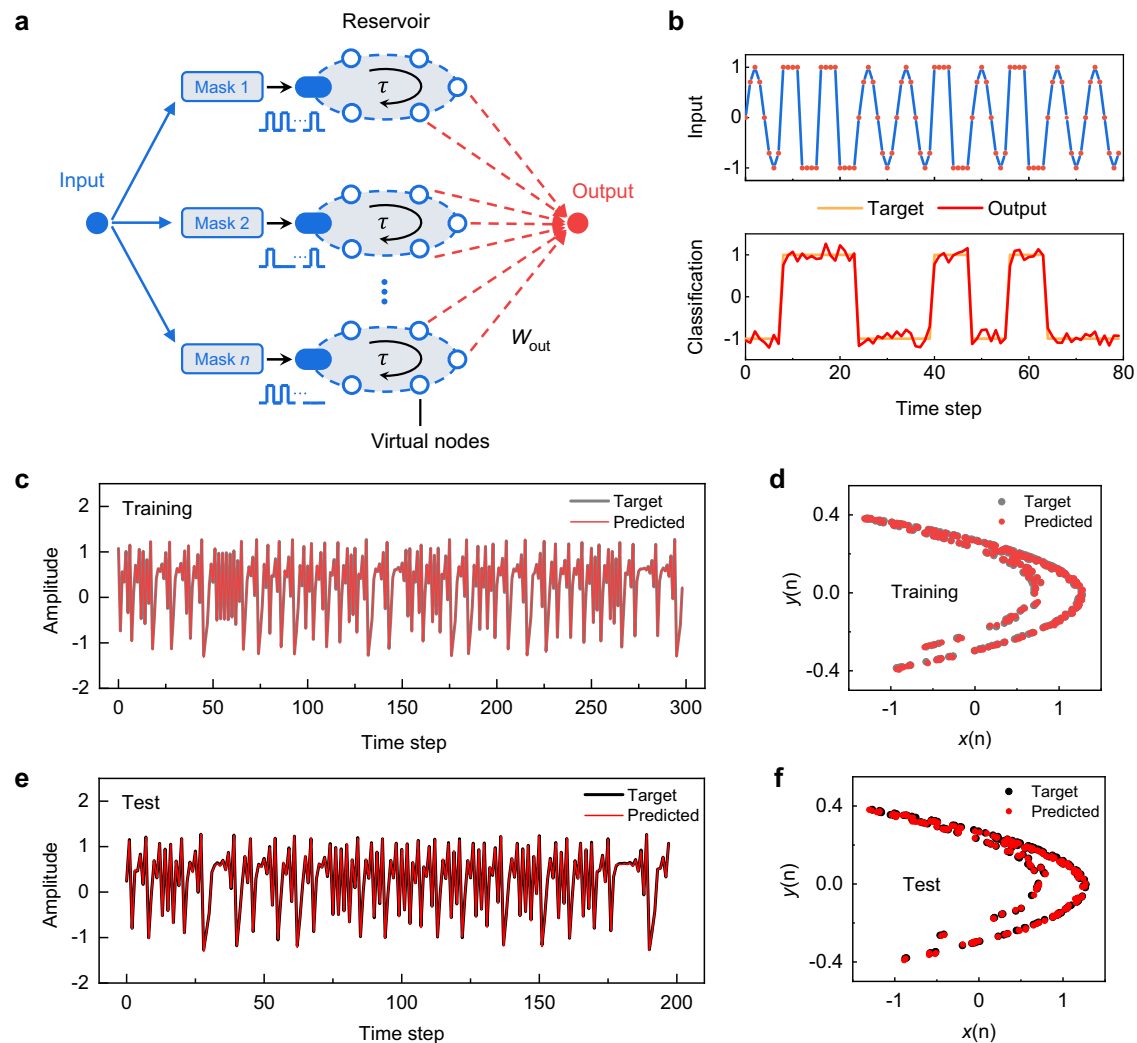 a
Reservoir
Mask 1
τ
Input
Mask 2
τ
Output
Mask n
τ
Wout
Virtual nodes
b
Input
1
0
-1
Target
Output
Classification
1
0
-1
0 20 40 60 80
Time step
c
Training
Target
Predicted
Amplitude
2
1
0
-1
-2
0 50 100 150 200 250 300
Time step
d
Target
Predicted
Training
y(n)
0.4
0.0
-0.4
-1 0 1
x(n)
e
Test
Target
Predicted
Amplitude
2
1
0
-1
-2
0 50 100 150 200
Time step
f
Target
Predicted
Test
y(n)
0.4
0.0
-0.4
-1 0 1
x(n)